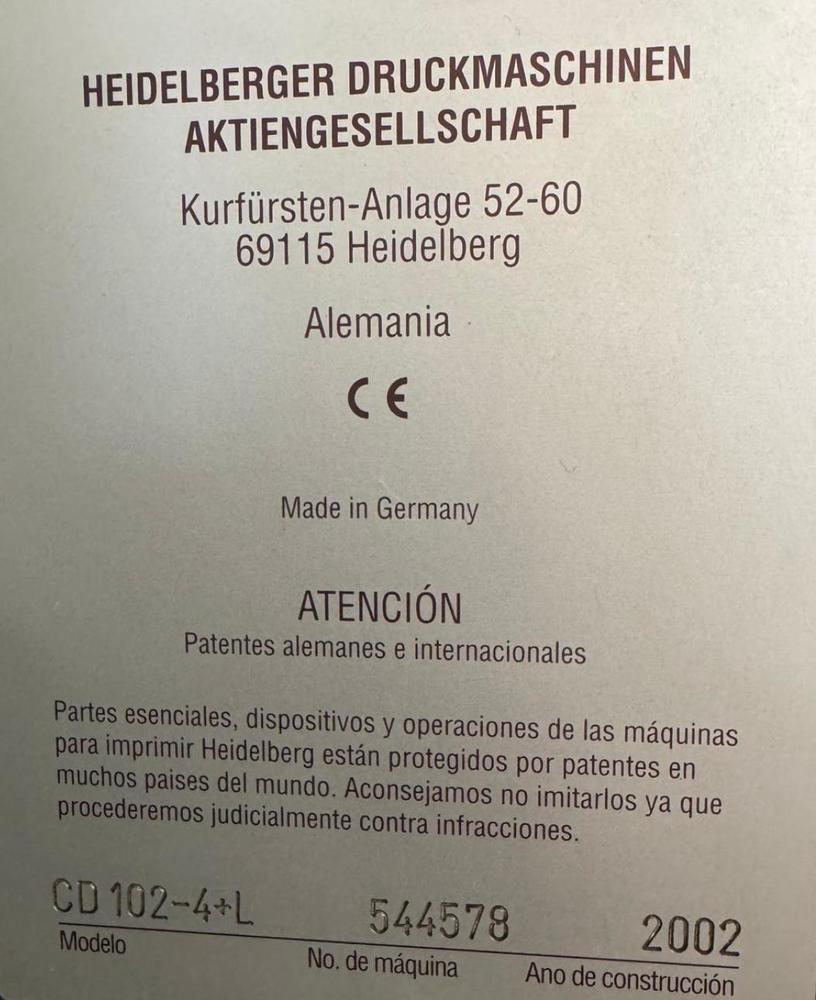 HEIDELBERGER DRUCKMASCHINEN
AKTIENGESELLSCHAFT
Kurfürsten-Anlage 52-60
69115 Heidelberg
Alemania
CE
Made in Germany
ATENCIÓN
Patentes alemanes e internacionales
Partes esenciales, dispositivos y operaciones de las máquinas
para imprimir Heidelberg están protegidos por patentes en
muchos paises del mundo. Aconsejamos no imitarlos ya que
procederemos judicialmente contra infracciones.
CD 102-4+L 544578 2002
Modelo No. de máquina Ano de construcción